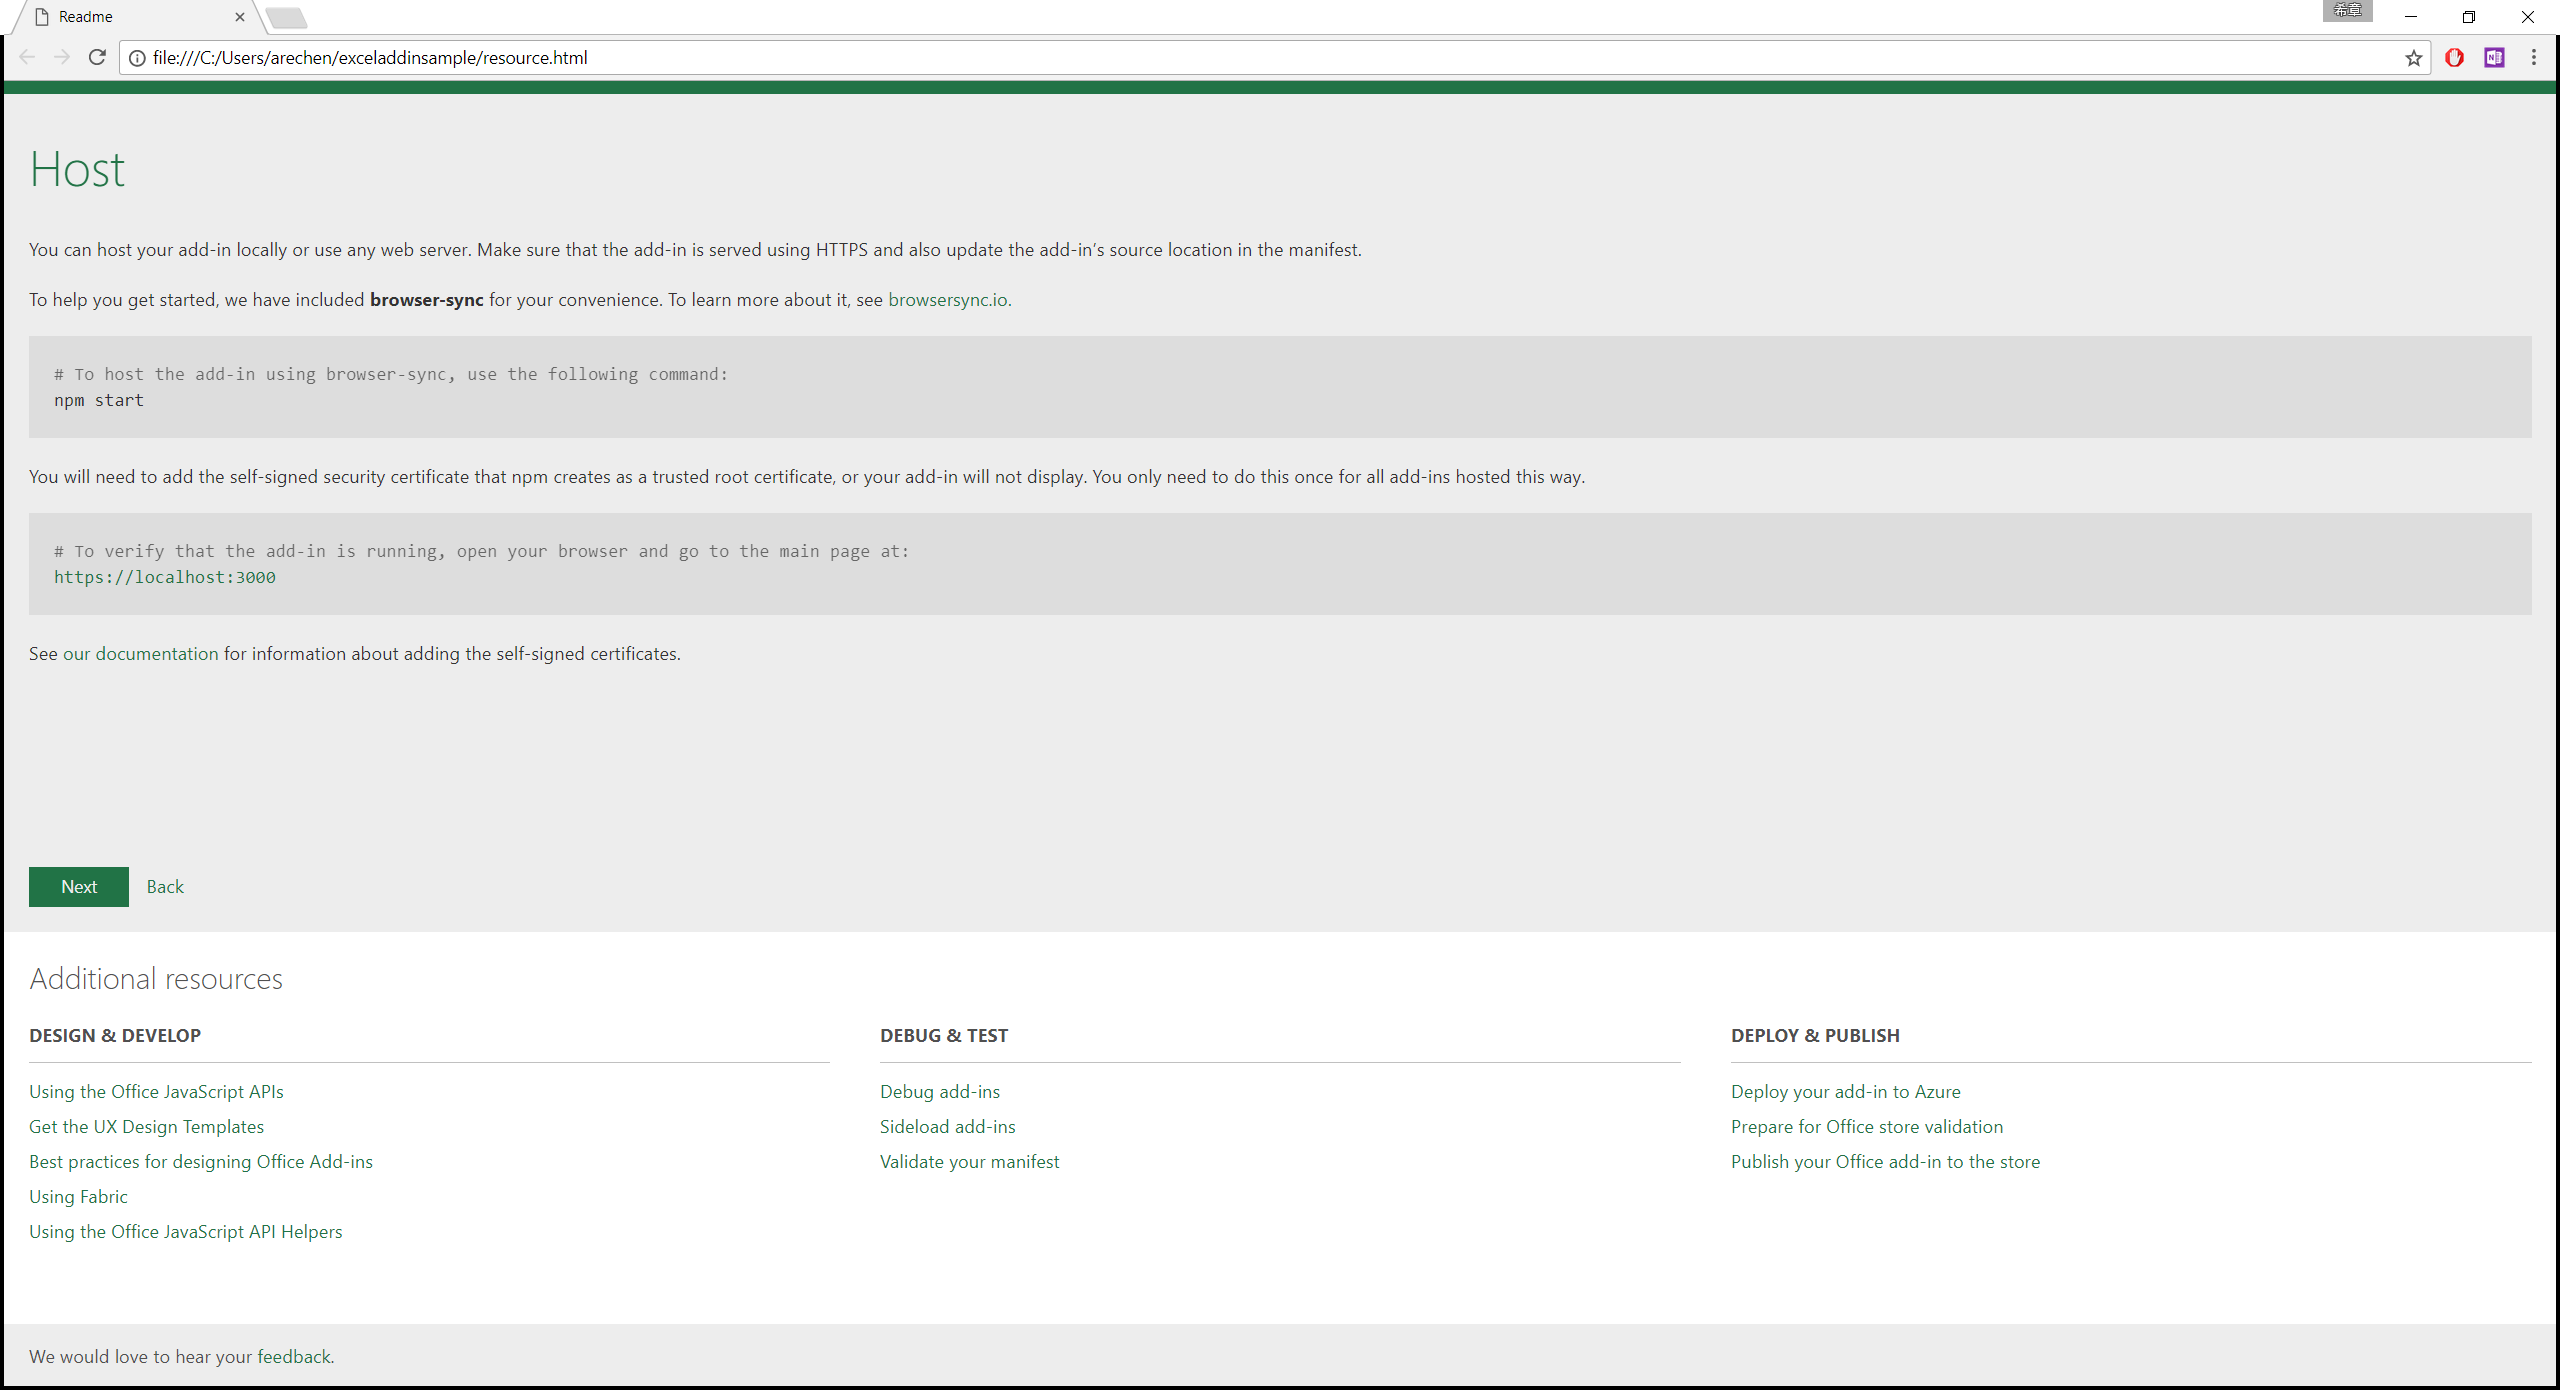 Readme
希章
file:///C:/Users/arechen/exceladdinsample/resource.html
Host
You can host your add-in locally or use any web server. Make sure that the add-in is served using HTTPS and also update the add-in's source location in the manifest.
To help you get started, we have included browser-sync for your convenience. To learn more about it, see browsersync.io.
# To host the add-in using browser-sync, use the following command:
npm start
You will need to add the self-signed security certificate that npm creates as a trusted root certificate, or your add-in will not display. You only need to do this once for all add-ins hosted this way.
# To verify that the add-in is running, open your browser and go to the main page at:
https://localhost:3000
See our documentation for information about adding the self-signed certificates.
Next
Back
Additional resources
DESIGN & DEVELOP
Using the Office JavaScript APIs
Get the UX Design Templates
Best practices for designing Office Add-ins
Using Fabric
Using the Office JavaScript API Helpers
DEBUG & TEST
Debug add-ins
Sideload add-ins
Validate your manifest
DEPLOY & PUBLISH
Deploy your add-in to Azure
Prepare for Office store validation
Publish your Office add-in to the store
We would love to hear your feedback.